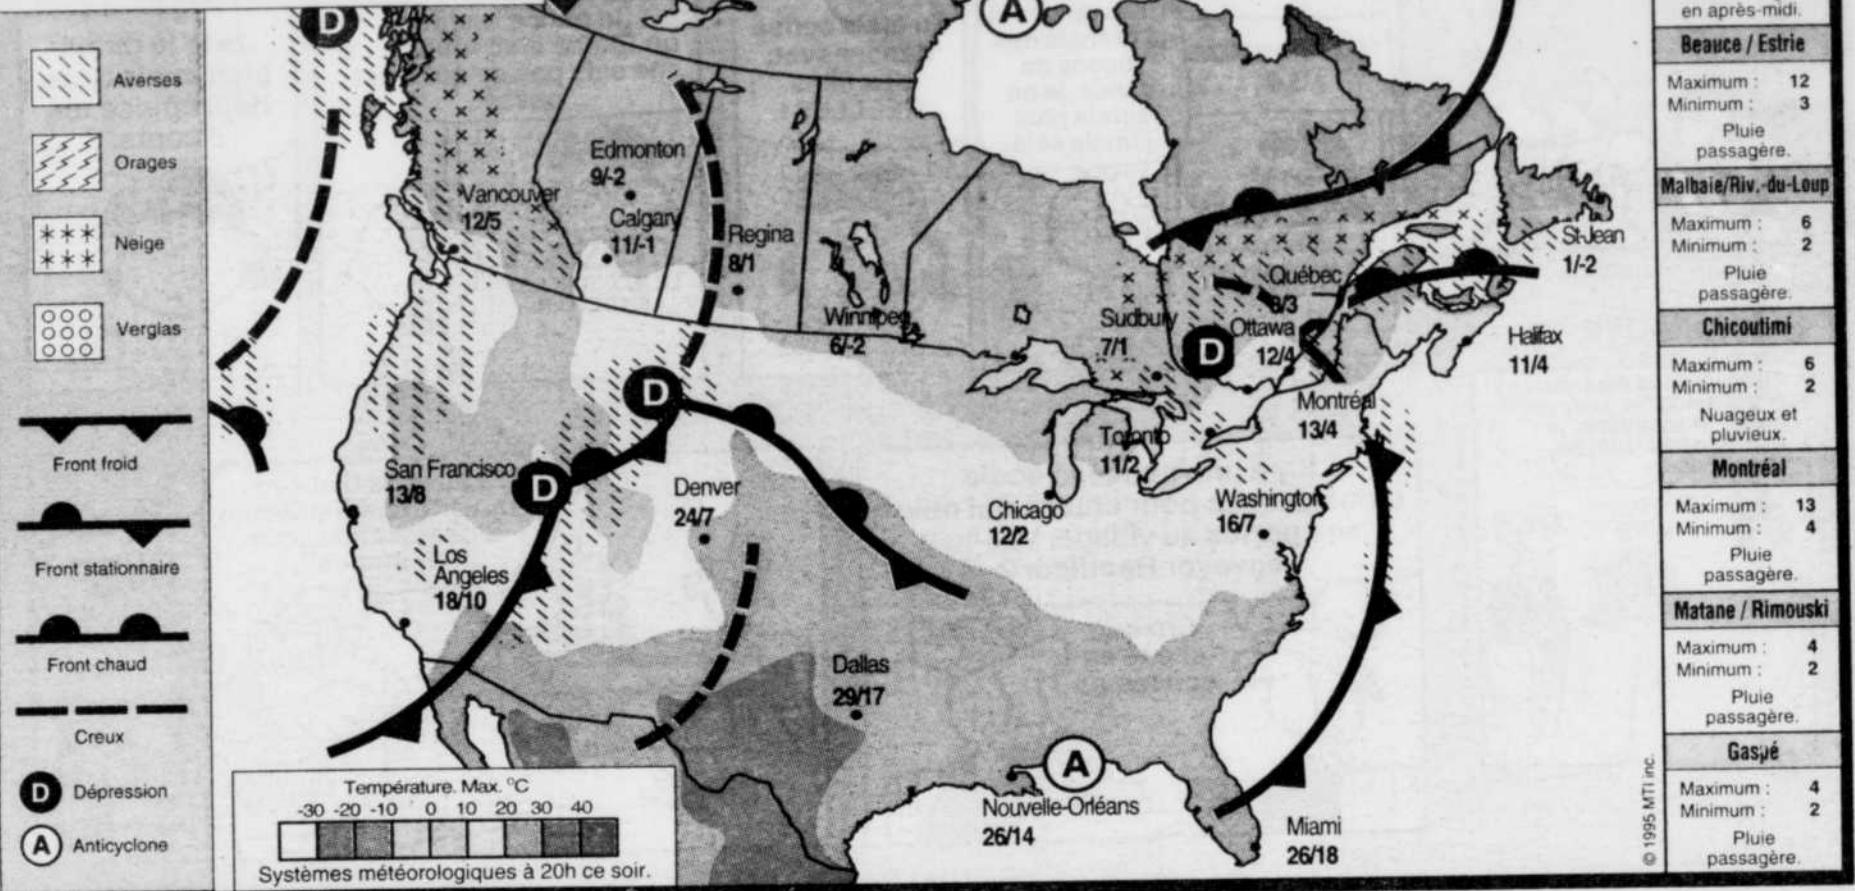 Averses
Orages
Neige
Verglas
Front froid
Front stationnaire
Front chaud
Creux
D Dépression
A Anticyclone
D
A
Edmonton
9/-2
Vancouver
12/5
Calgary
11/-1
Regina
8/1
Winnipeg
6/-2
Sudbury
7/1
Québec
8/3
D
Ottawa
12/4
St-Jean
1/-2
Halifax
11/4
Montréal
13/4
Toronto
11/2
D
San Francisco
13/8
D
Denver
24/7
Chicago
12/2
Washington
16/7
Los
Angeles
18/10
Dallas
29/17
A
Nouvelle-Orléans
26/14
Miami
26/18
Température. Max. °C
-30 -20 -10 0 10 20 30 40
Systèmes météorologiques à 20h ce soir.
© 1995 MTI inc.
en après-midi.
Beauce / Estrie
Maximum : 12
Minimum : 3
Pluie
passagère.
Malbaie/Riv.-du-Loup
Maximum : 6
Minimum : 2
Pluie
passagère.
Chicoutimi
Maximum : 6
Minimum : 2
Nuageux et
pluvieux.
Montréal
Maximum : 13
Minimum : 4
Pluie
passagère.
Matane / Rimouski
Maximum : 4
Minimum : 2
Pluie
passagère.
Gaspé
Maximum : 4
Minimum : 2
Pluie
passagère.